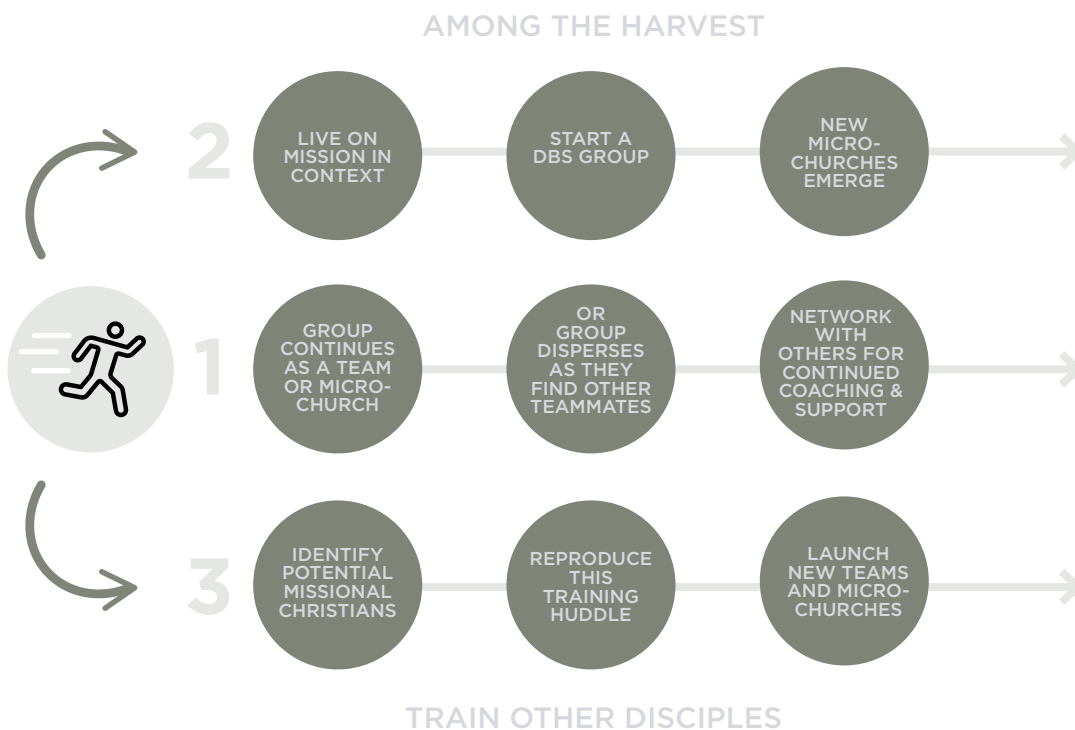 AMONG THE HARVEST
2
LIVE ON
MISSION IN
CONTEXT
START A
DBS GROUP
NEW
MICRO-
CHURCHES
EMERGE
1
GROUP
CONTINUES
AS A TEAM
OR MICRO-
CHURCH
OR
GROUP
DISPERSES
AS THEY
FIND OTHER
TEAMMATES
NETWORK
WITH
OTHERS FOR
CONTINUED
COACHING &
SUPPORT
3
IDENTIFY
POTENTIAL
MISSIONAL
CHRISTIANS
REPRODUCE
THIS
TRAINING
HUDDLE
LAUNCH
NEW TEAMS
AND MICRO-
CHURCHES
TRAIN OTHER DISCIPLES